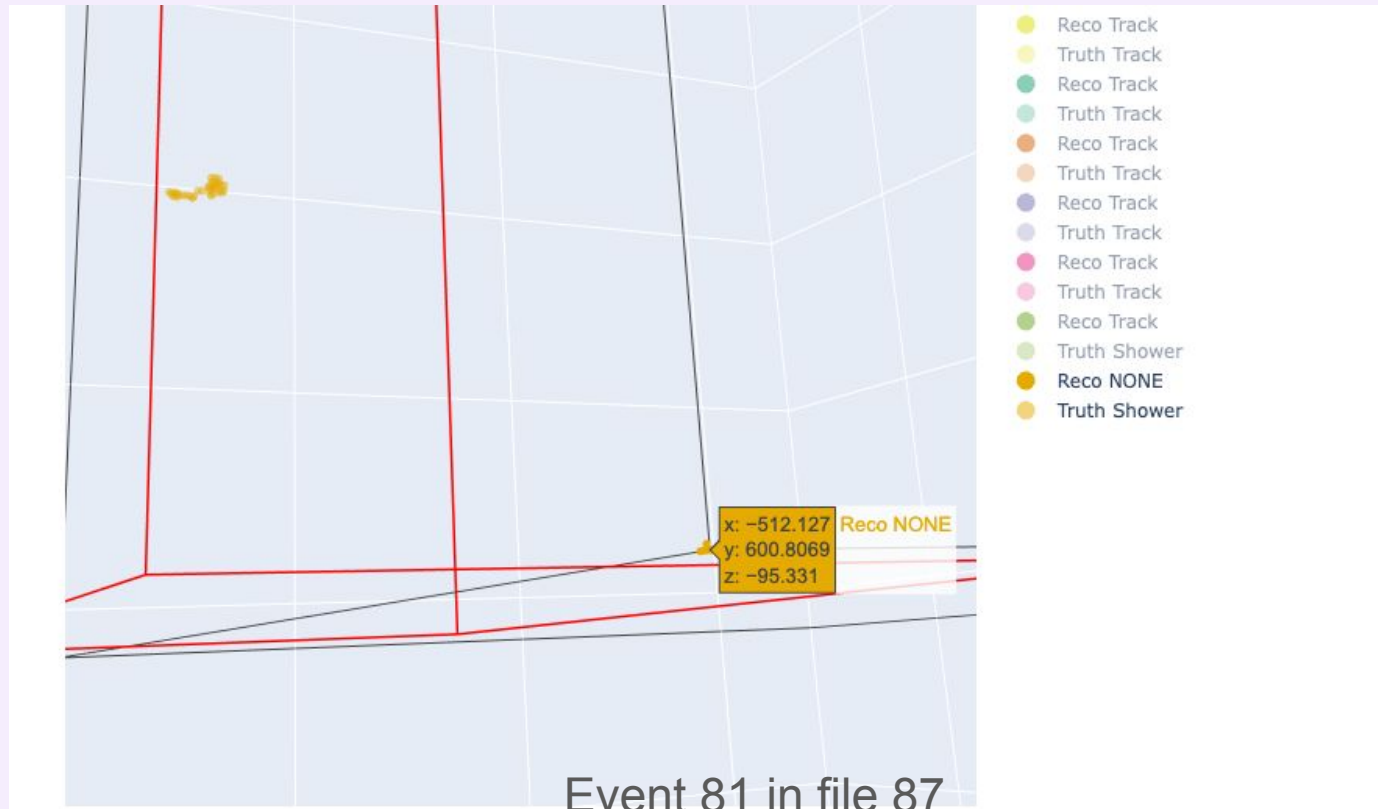 Reco Track
Truth Track
Reco Track
Truth Track
Reco Track
Truth Track
Reco Track
Truth Track
Reco Track
Truth Track
Reco Track
Truth Shower
Reco NONE
Truth Shower
x: −512.127 Reco NONE
y: 600.8069
z: −95.331
Event 81 in file 87